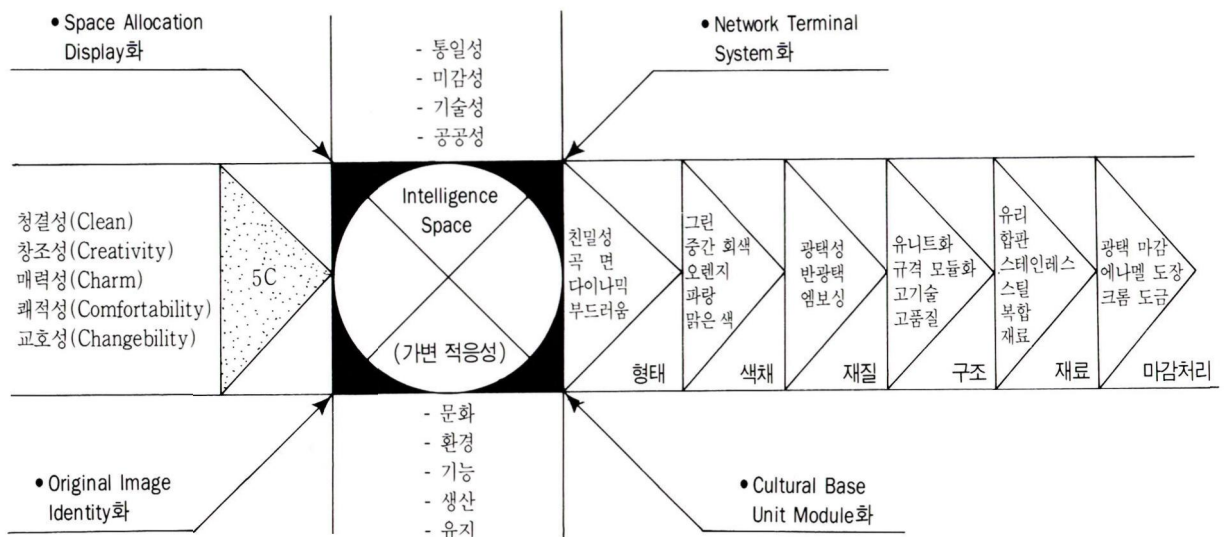 • Space Allocation
Display화
- 통일성
- 미감성
- 기술성
- 공공성
• Network Terminal
System화
청결성(Clean)
창조성(Creativity)
매력성(Charm)
쾌적성(Comfortability)
교호성(Changebility)
5C
Intelligence
Space
(가변 적응성)
친밀성
곡 면
다이나믹
부드러움
형태
그린
중간 회색
오렌지
파랑
맑은 색
색채
광택성
반광택
엠보싱
재질
유니트화
규격 모듈화
고기술
고품질
구조
유리
합판
스테인레스
스틸
복합
재료
재료
광택 마감
에나멜 도장
크롬 도금
마감처리
• Original Image
Identity화
- 문화
- 환경
- 기능
- 생산
- 유지
• Cultural Base
Unit Module화